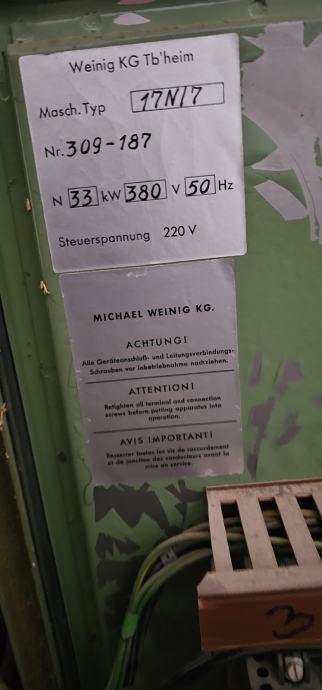 Weinig KG Tb'heim
Masch.Typ 17N/7
Nr. 309-187
N 33 kW 380 V 50 Hz
Steuerspannung 220 V
MICHAEL WEINIG KG.
ACHTUNG!
Alle Geräteanschluß- und Leitungsverbindungs-
Schrauben vor Inbetriebnahme nachziehen.
ATTENTION!
Retighten all terminal and connection
screws before putting apparatus into
operation.
AVIS IMPORTANT!
Resserrer toutes les vis de raccordement
et de jonction des conducteurs avant la
mise en service.
3